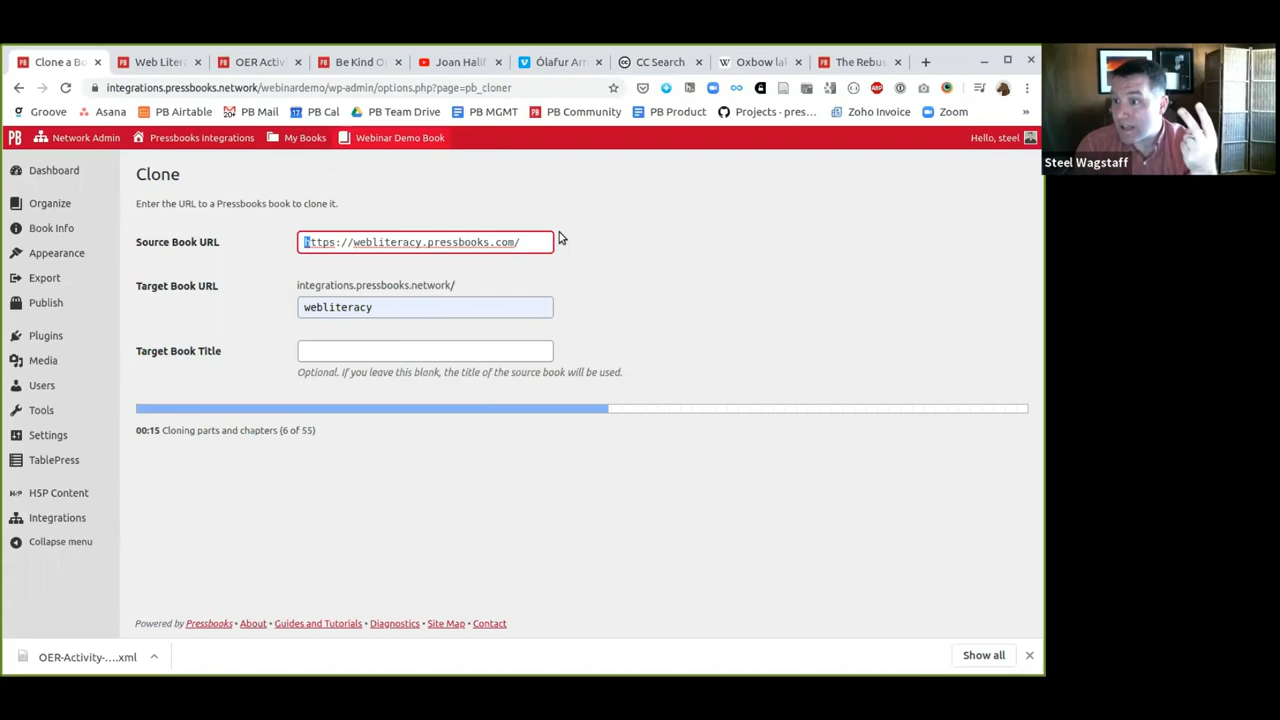 Clone a Bo
Web Litera
OER Activi
Be Kind O
Joan Halif
Ólafur Arn
CC Search
Oxbow lak
The Rebus
integrations.pressbooks.network/webinardemo/wp-admin/options.php?page=pb_cloner
Groove
Asana
PB Airtable
PB Mail
PB Cal
PB Team Drive
PB MGMT
PB Community
PB Product
Projects · pres...
Zoho Invoice
Zoom
Network Admin
Pressbooks Integrations
My Books
Webinar Demo Book
Hello, steel
Steel Wagstaff
Dashboard
Organize
Book Info
Appearance
Export
Publish
Plugins
Media
Users
Tools
Settings
TablePress
H5P Content
Integrations
Collapse menu
Clone
Enter the URL to a Pressbooks book to clone it.
Source Book URL
https://webliteracy.pressbooks.com/
Target Book URL
integrations.pressbooks.network/
webliteracy
Target Book Title
Optional. If you leave this blank, the title of the source book will be used.
00:15 Cloning parts and chapters (6 of 55)
Powered by Pressbooks • About • Guides and Tutorials • Diagnostics • Site Map • Contact
OER-Activity-....xml
Show all